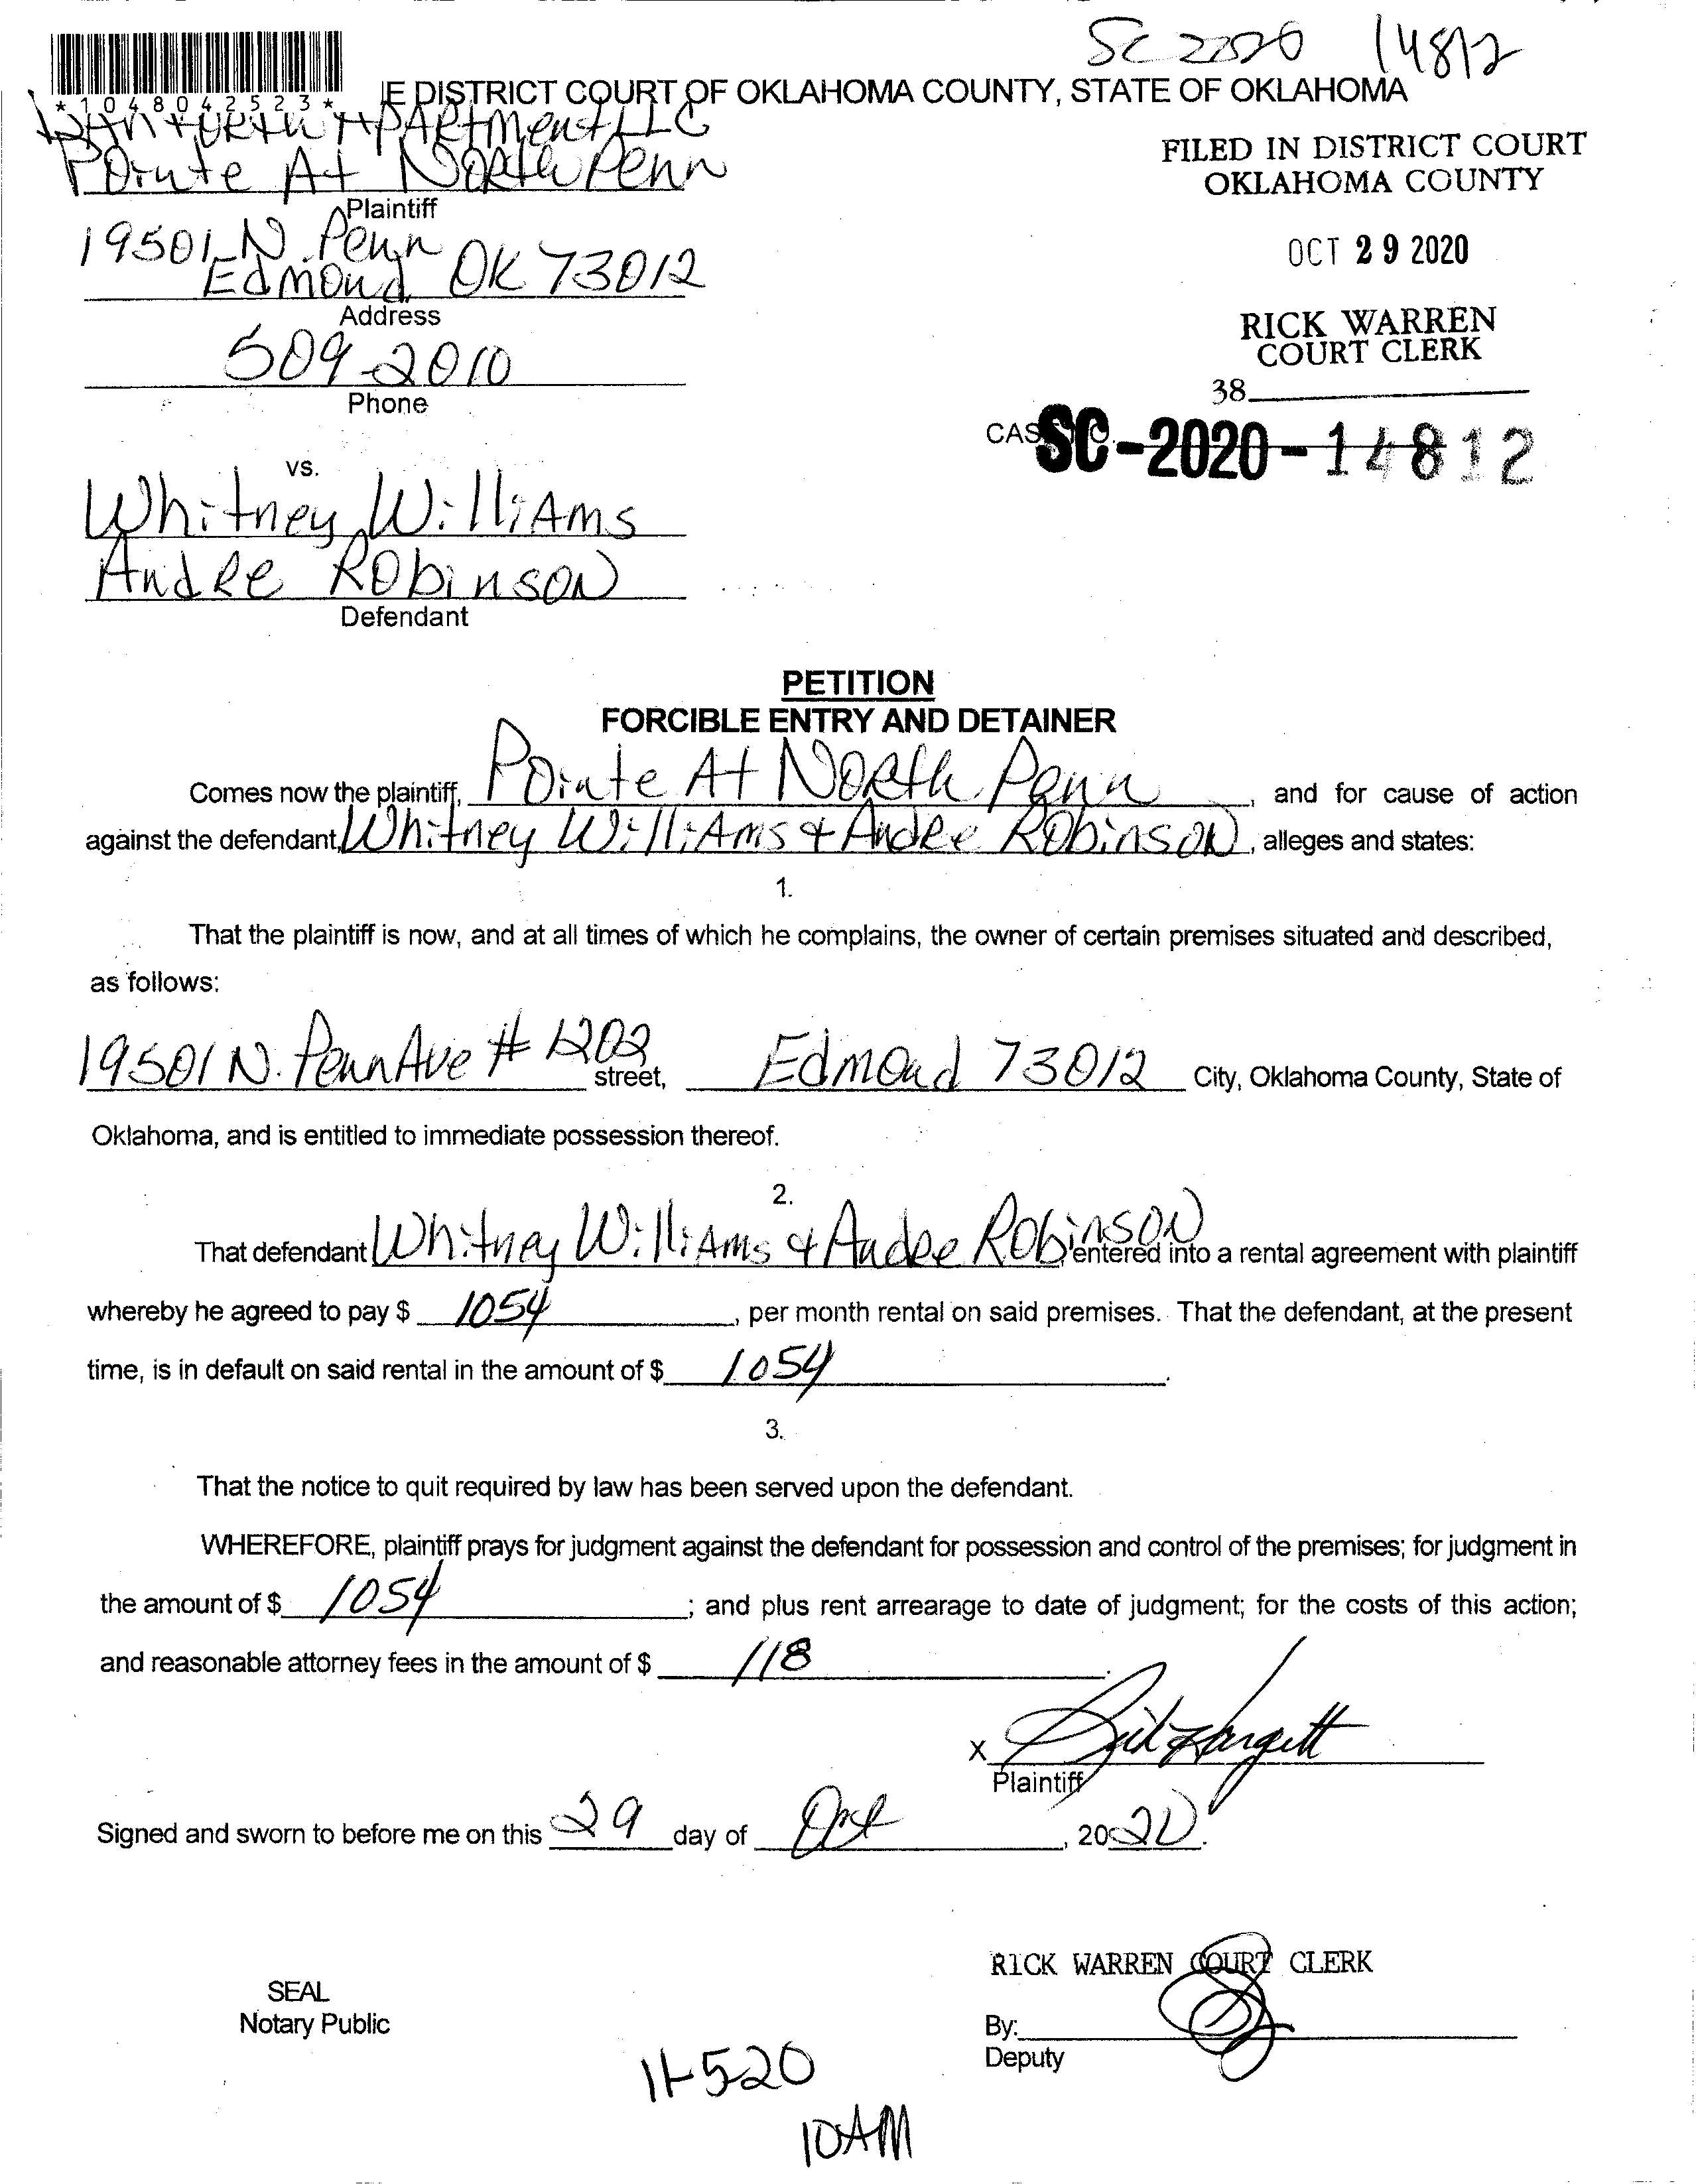 SC 2020 14812
*1048042523*
E DISTRICT COURT OF OKLAHOMA COUNTY, STATE OF OKLAHOMA
APARtMent LLC
Pointe At NoRth Penn
Plaintiff
19501 N. Penn
Edmond OK 73012
Address
509-2010
Phone
FILED IN DISTRICT COURT
OKLAHOMA COUNTY
OCT 29 2020
RICK WARREN
COURT CLERK
38
CAS SC-2020-14812
vs.
Whitney WilliAms
AndRe RObinsoN
Defendant
PETITION
FORCIBLE ENTRY AND DETAINER
Comes now the plaintiff, Pointe At NoRth Penn, and for cause of action
against the defendant, Whitney WilliAms & AndRe RObinsoN, alleges and states:
1.
That the plaintiff is now, and at all times of which he complains, the owner of certain premises situated and described,
as follows:
19501 N. Penn Ave # 1202 street, Edmond 73012 City, Oklahoma County, State of
Oklahoma, and is entitled to immediate possession thereof.
2.
That defendant Whitney WilliAms & AndRe RObinsoN entered into a rental agreement with plaintiff
whereby he agreed to pay $ 1054, per month rental on said premises. That the defendant, at the present
time, is in default on said rental in the amount of $ 1054.
3.
That the notice to quit required by law has been served upon the defendant.
WHEREFORE, plaintiff prays for judgment against the defendant for possession and control of the premises; for judgment in
the amount of $ 1054; and plus rent arrearage to date of judgment; for the costs of this action;
and reasonable attorney fees in the amount of $ 118.
X
Plaintiff
Signed and sworn to before me on this 29 day of Oct, 2020.
RICK WARREN COURT CLERK
SEAL
Notary Public
By:
Deputy
11-520
10AM